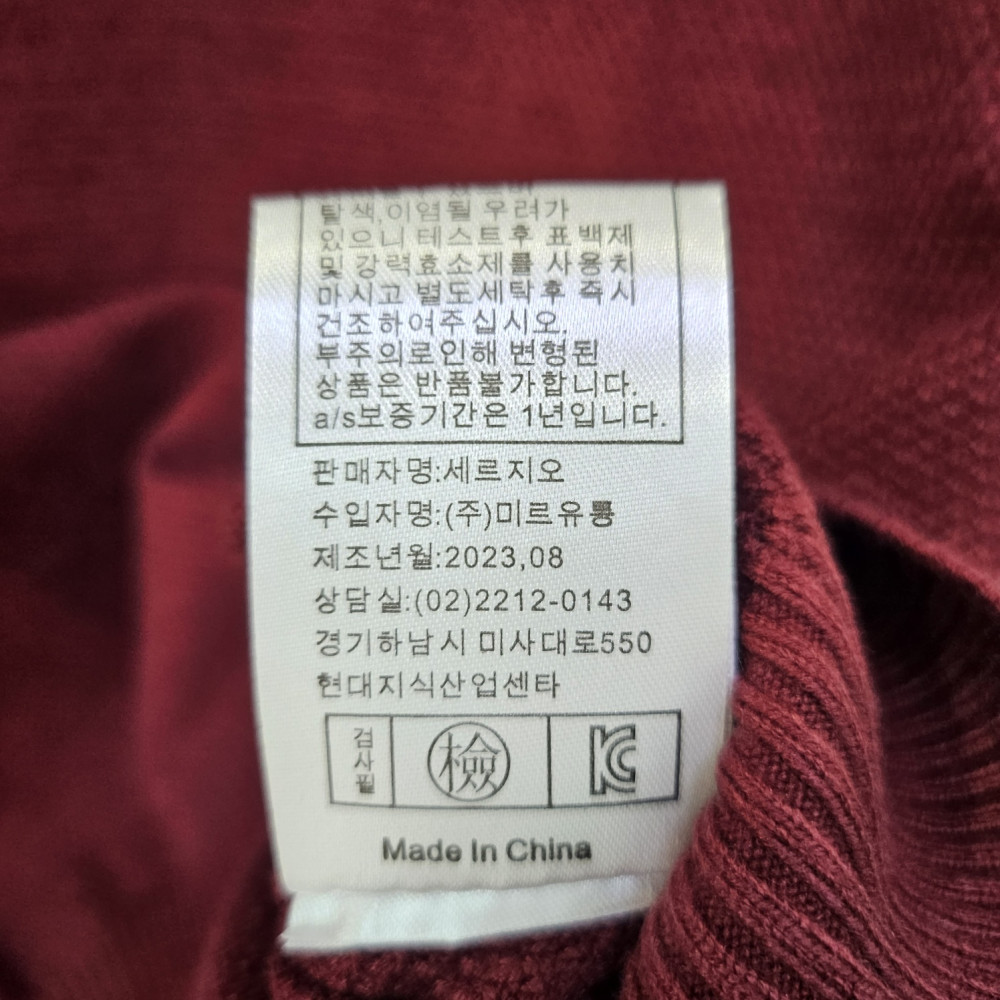 탈색,이염될 우려가
있으니 테스트후 표백제
및 강력효소제를 사용치
마시고 별도세탁후 즉시
건조하여주십시오.
부주의로인해 변형된
상품은 반품불가합니다.
a/s보증기간은 1년입니다.
판매자명:세르지오
수입자명:(주)미르유통
제조년월:2023,08
상담실:(02)2212-0143
경기하남시 미사대로550
현대지식산업센타
검사필
檢
KC
Made In China